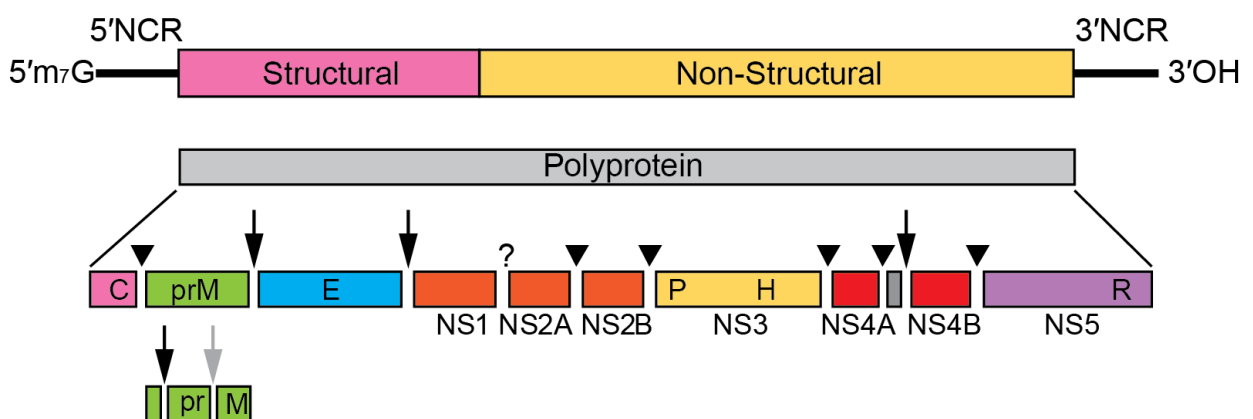 5′NCR 3′NCR
5′m₇G Structural Non-Structural 3′OH
Polyprotein
?
C prM E P H R
NS1 NS2A NS2B NS3 NS4A NS4B NS5
pr M